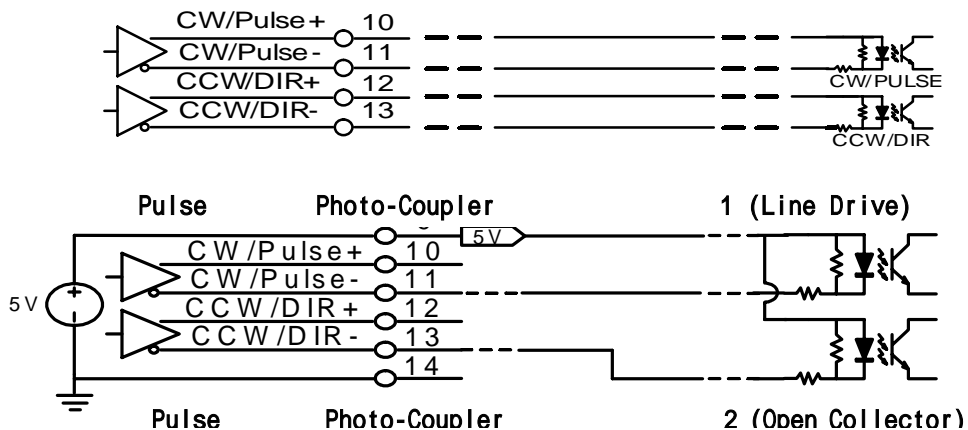 CW/Pulse+ 10
CW/Pulse- 11
CCW/DIR+ 12
CCW/DIR- 13
CW/PULSE
CCW/DIR
Pulse Photo-Coupler 1 (Line Drive)
5V
CW/Pulse+ 10
CW/Pulse- 11
5V
CCW/DIR+ 12
CCW/DIR- 13
14
Pulse Photo-Coupler 2 (Open Collector)